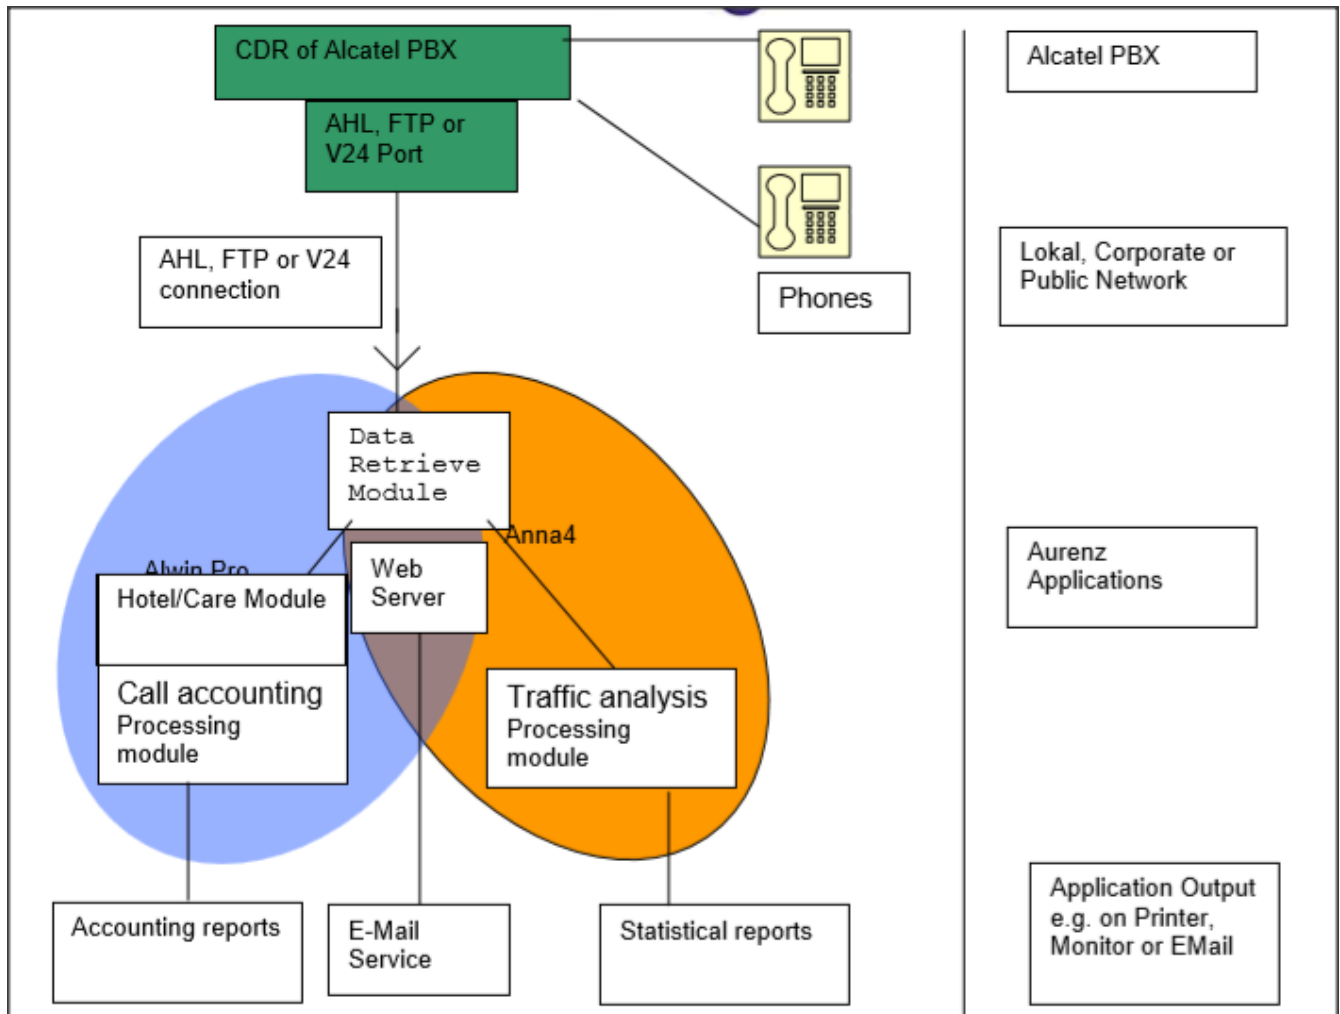 CDR of Alcatel PBX
AHL, FTP or
V24 Port
AHL, FTP or V24
connection
Phones
Data
Retrieve
Module
Anna4
Alwin Pro
Hotel/Care Module
Web
Server
Call accounting
Processing
module
Traffic analysis
Processing
module
Accounting reports
E-Mail
Service
Statistical reports
Alcatel PBX
Lokal, Corporate or
Public Network
Aurenz
Applications
Application Output
e.g. on Printer,
Monitor or EMail